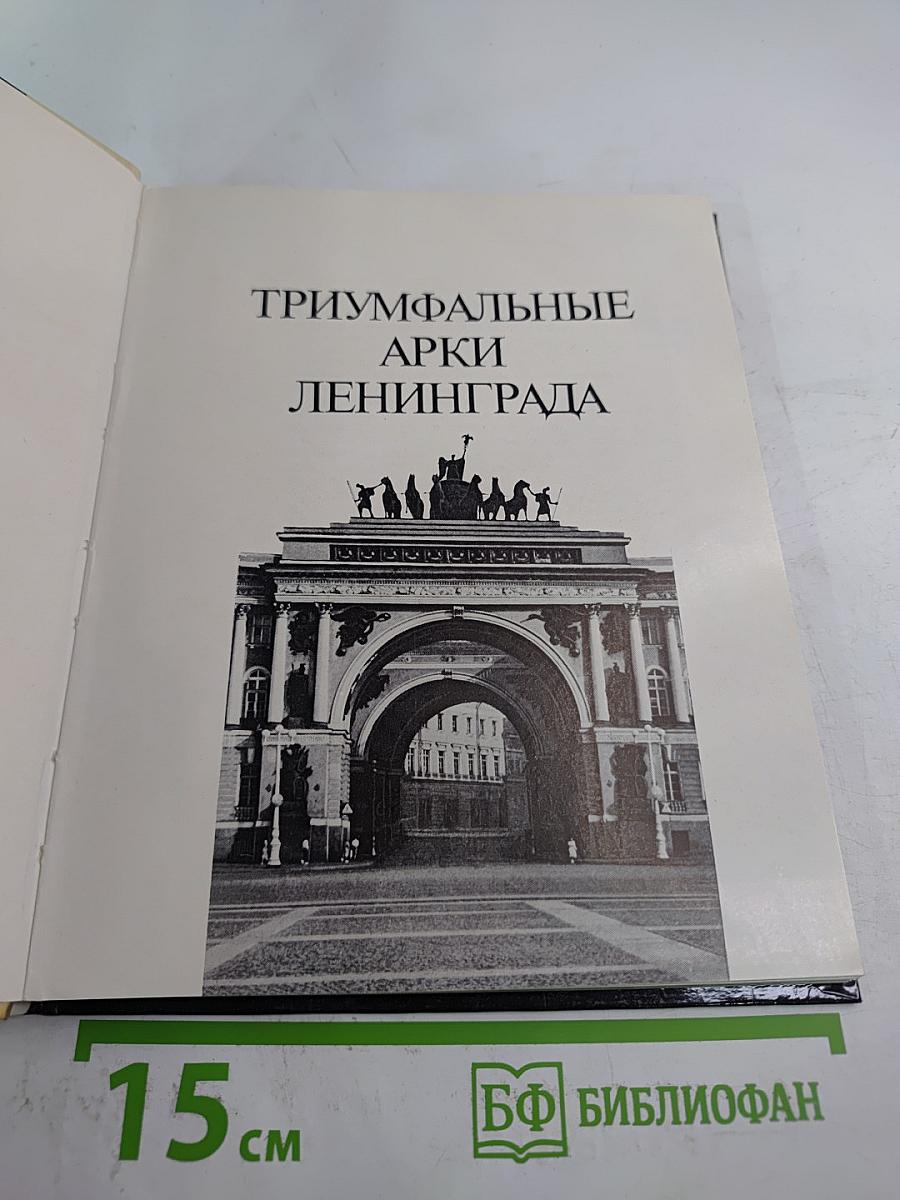 ТРИУМФАЛЬНЫЕ
АРКИ
ЛЕНИНГРАДА
15 см
БФ БИБЛИОФАН